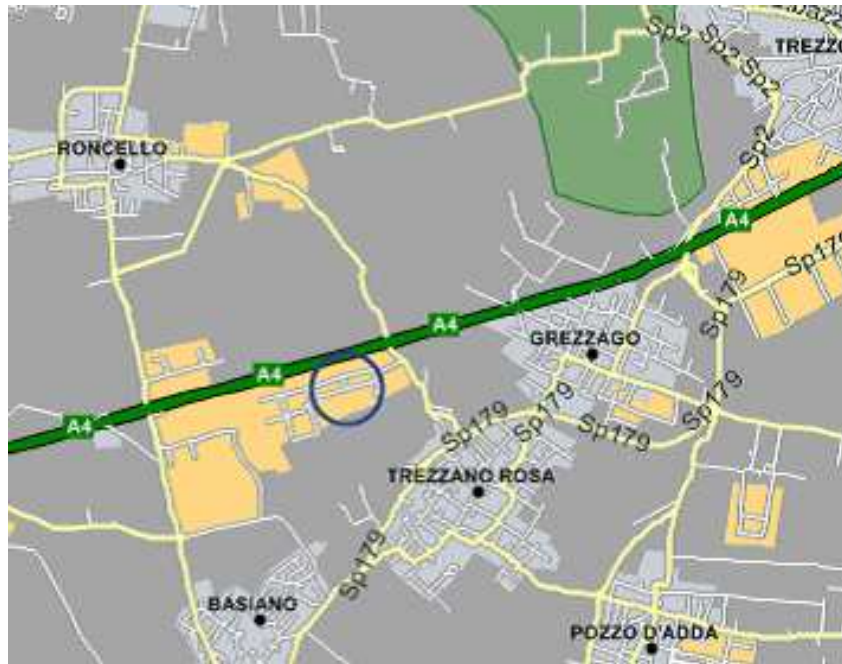 Sp2
Sp2
Sp2
TREZZO
Sp2
RONCELLO
A4
Sp179
Sp179
A4
GREZZAGO
A4
Sp179
A4
Sp179
Sp179
Sp179
TREZZANO ROSA
Sp179
BASIANO
POZZO D'ADDA